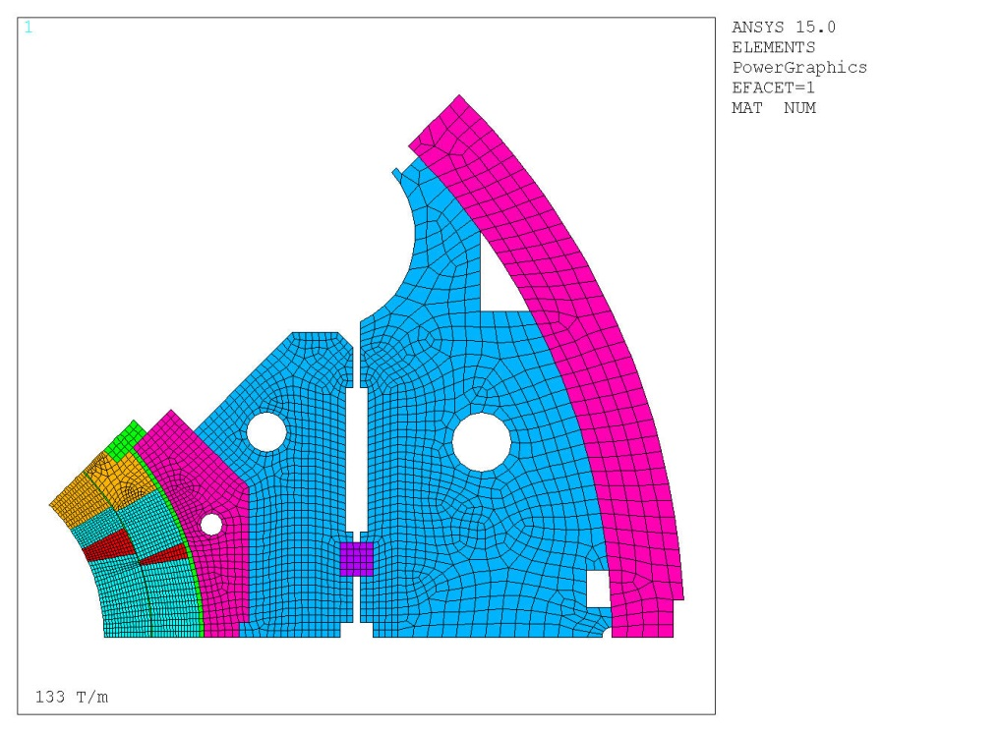 1
ANSYS 15.0
ELEMENTS
PowerGraphics
EFACET=1
MAT  NUM
133 T/m